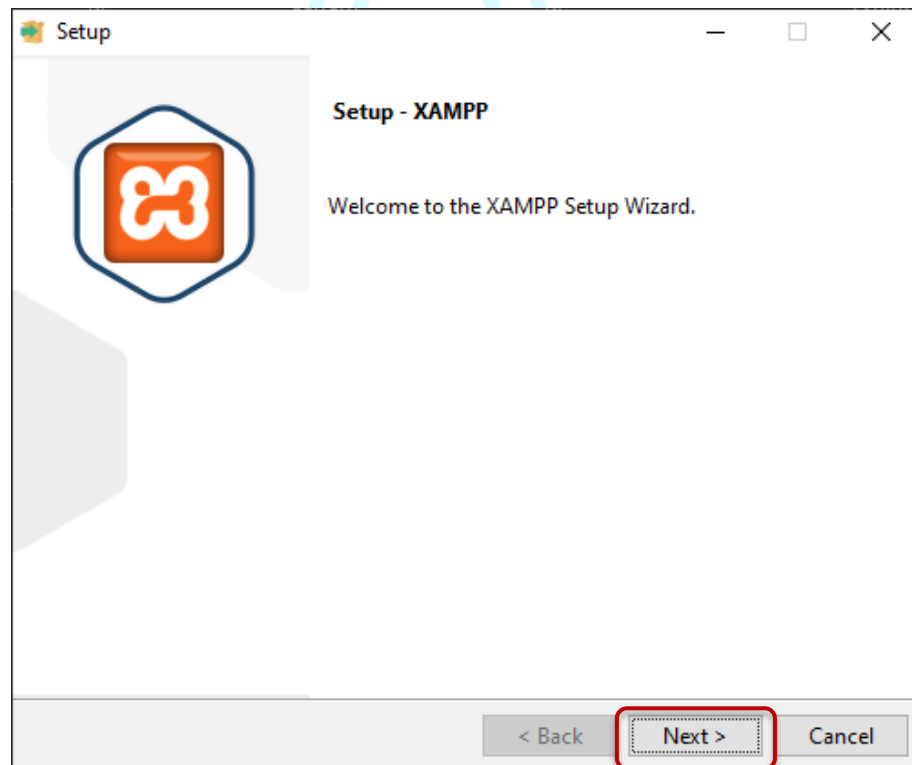 Setup
Setup - XAMPP
Welcome to the XAMPP Setup Wizard.
< Back
Next >
Cancel